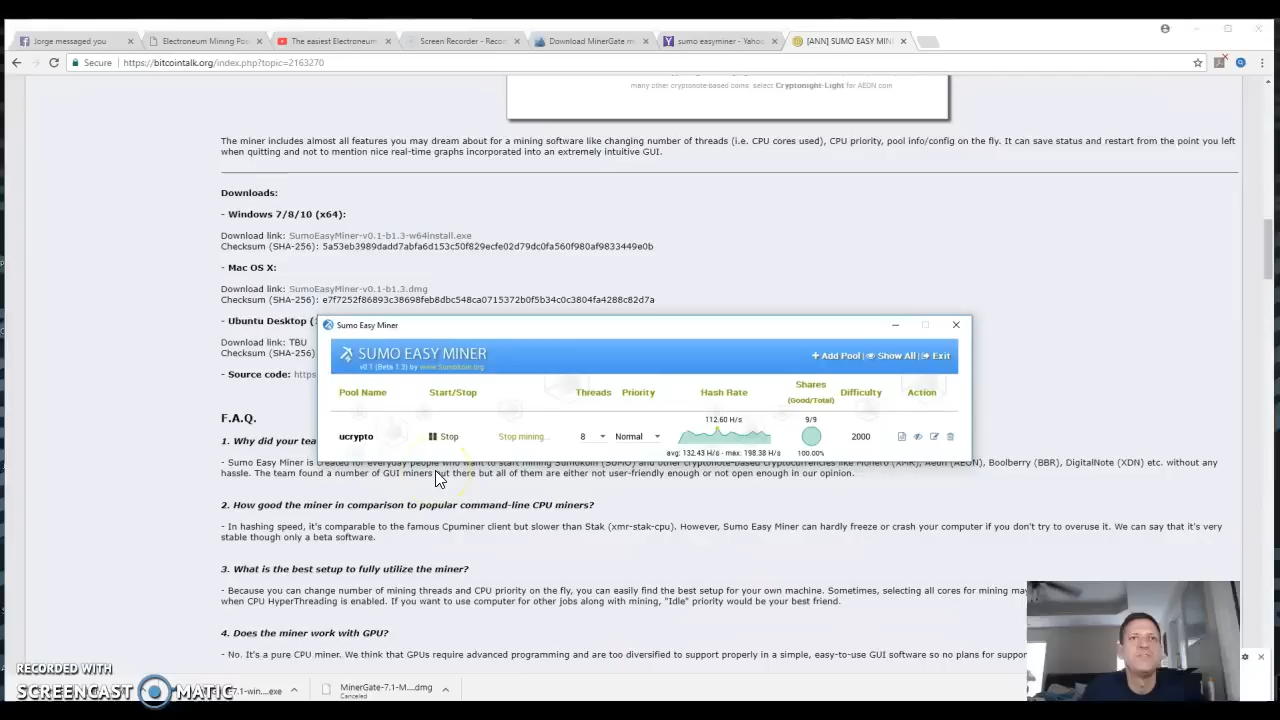 Jorge messaged you
Electroneum Mining Poo
The easiest Electroneum
Screen Recorder - Recor
Download MinerGate m
sumo easyminer - Yahoo
[ANN] SUMO EASY MIN
Secure
https://bitcointalk.org/index.php?topic=2163270
many other cryptonote-based coins. select Cryptonight-Light for AEON coin
The miner includes almost all features you may dream about for a mining software like changing number of threads (i.e. CPU cores used), CPU priority, pool info/config on the fly. It can save status and restart from the point you left
when quitting and not to mention nice real-time graphs incorporated into an extremely intuitive GUI.
Downloads:
- Windows 7/8/10 (x64):
Download link: SumoEasyMiner-v0.1-b1.3-w64install.exe
Checksum (SHA-256): 5a53eb3989dadd7abfa6d153c50f829ecfe02d79dc0fa560f980af9833449e0b
- Mac OS X:
Download link: SumoEasyMiner-v0.1-b1.3.dmg
Checksum (SHA-256): e7f7252f86893c38698feb8dbc548ca0715372b0f5b34c0c3804fa4288c82d7a
- Ubuntu Desktop (
Download link: TBU
Checksum (SHA-256)
- Source code: https
Sumo Easy Miner
SUMO EASY MINER
v0.1 (Beta 1.3) by www.Sumokoin.org
Add Pool | Show All | Exit
Pool Name Start/Stop Threads Priority Hash Rate Shares (Good/Total) Difficulty Action
112.60 H/s 9/9
ucrypto Stop Stop mining... 8 Normal 2000
avg: 132.43 H/s - max: 198.38 H/s 100.00%
F.A.Q.
1. Why did your tea
- Sumo Easy Miner is created for everyday people who want to start mining Sumokoin (SUMO) and other cryptonote-based cryptocurrencies like Monero (XMR), Aeon (AEON), Boolberry (BBR), DigitalNote (XDN) etc. without any
hassle. The team found a number of GUI miners but there but all of them are either not user-friendly enough or not open enough in our opinion.
2. How good the miner in comparison to popular command-line CPU miners?
- In hashing speed, it's comparable to the famous Cpuminer client but slower than Stak (xmr-stak-cpu). However, Sumo Easy Miner can hardly freeze or crash your computer if you don't try to overuse it. We can say that it's very
stable though only a beta software.
3. What is the best setup to fully utilize the miner?
- Because you can change number of mining threads and CPU priority on the fly, you can easily find the best setup for your own machine. Sometimes, selecting all cores for mining may
when CPU HyperThreading is enabled. If you want to use computer for other jobs along with mining, "Idle" priority would be your best friend.
4. Does the miner work with GPU?
- No. It's a pure CPU miner. We think that GPUs require advanced programming and are too diversified to support properly in a simple, easy-to-use GUI software so no plans for suppor
RECORDED WITH
SCREENCAST MATIC
7.1-win....exe
MinerGate-7.1-M....dmg
Canceled